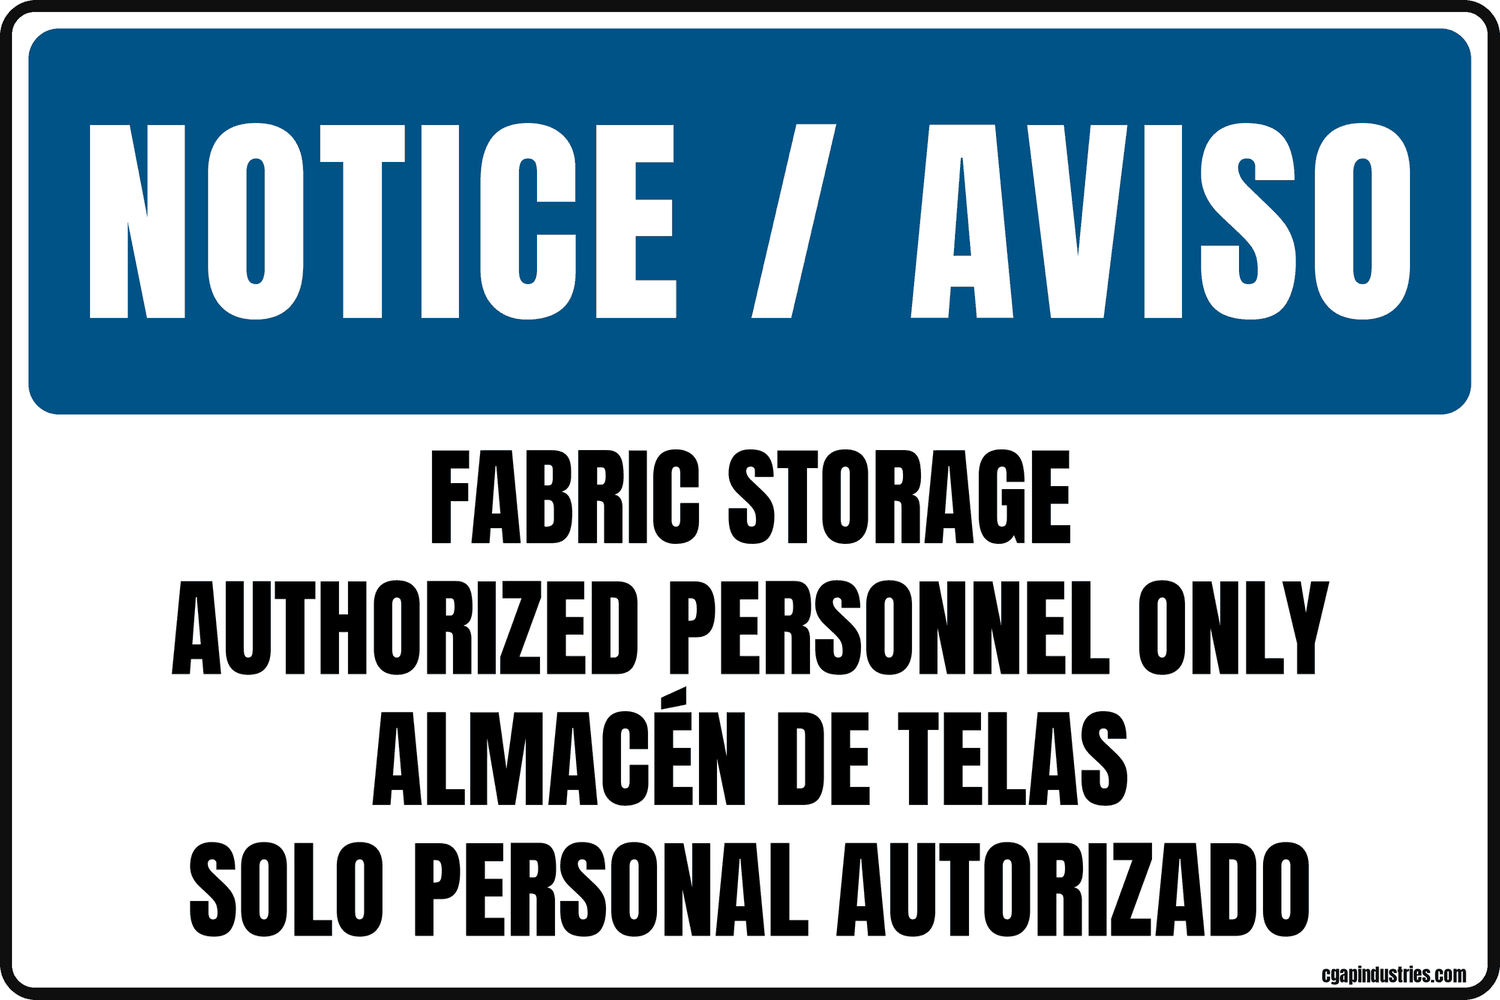 NOTICE / AVISO
FABRIC STORAGE
AUTHORIZED PERSONNEL ONLY
ALMACÉN DE TELAS
SOLO PERSONAL AUTORIZADO
cgapindustries.com